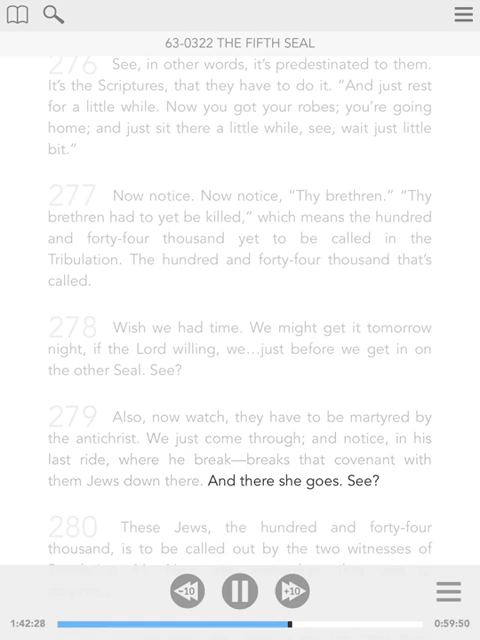 63-0322 THE FIFTH SEAL
276 See, in other words, it's predestinated to them.
It's the Scriptures, that they have to do it. "And just rest
for a little while. Now you got your robes; you're going
home; and just sit there a little while, see, wait just little
bit."
277 Now notice. Now notice, "Thy brethren." "Thy
brethren had to yet be killed," which means the hundred
and forty-four thousand yet to be called in the
Tribulation. The hundred and forty-four thousand that's
called.
278 Wish we had time. We might get it tomorrow
night, if the Lord willing, we…just before we get in on
the other Seal. See?
279 Also, now watch, they have to be martyred by
the antichrist. We just come through; and notice, in his
last ride, where he break—breaks that covenant with
them Jews down there. And there she goes. See?
280 These Jews, the hundred and forty-four
thousand, is to be called out by the two witnesses of
-10
+10
1:42:28
0:59:50